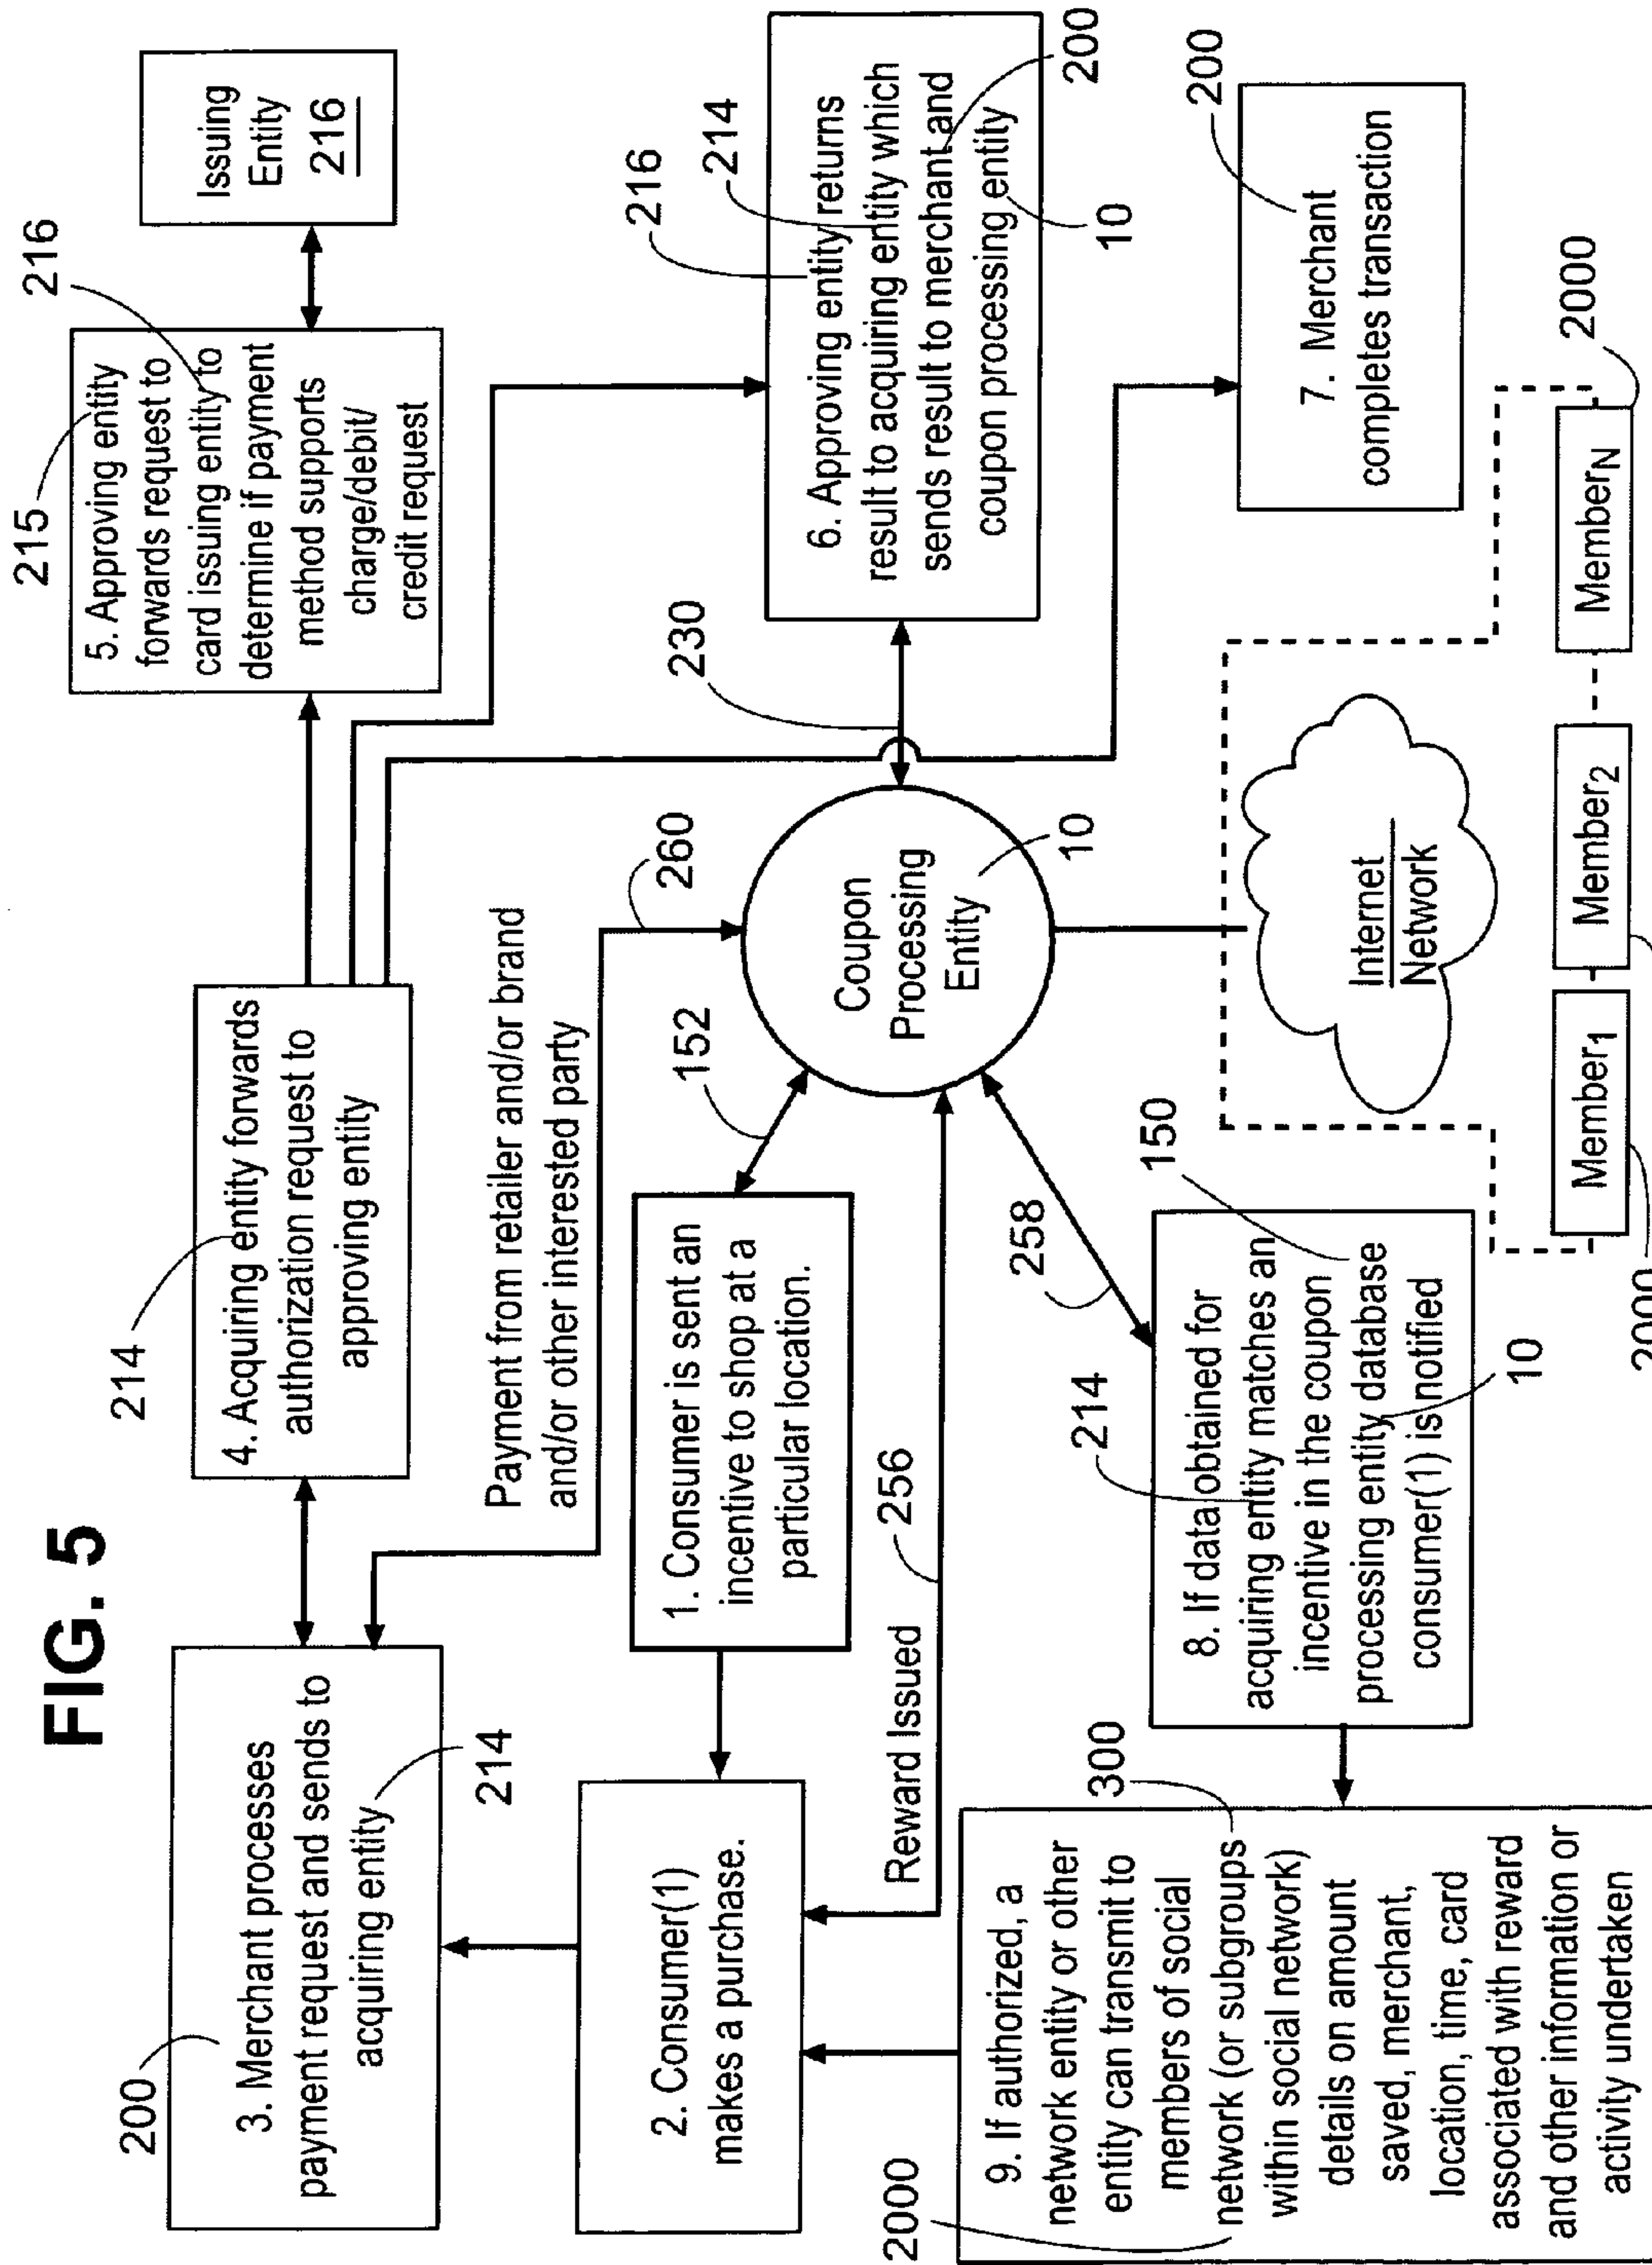 FIG. 5
200
3. Merchant processes
payment request and sends to
acquiring entity
214
214
4. Acquiring entity forwards
authorization request to
approving entity
215
216
5. Approving entity
forwards request to
card issuing entity to
determine if payment
method supports
charge/debit/
credit request
Issuing
Entity
216
Payment from retailer and/or brand
and/or other interested party
260
2. Consumer(1)
makes a purchase.
1. Consumer is sent an
incentive to shop at a
particular location.
152
Coupon
Processing
Entity
10
230
216
214
6. Approving entity returns
result to acquiring entity which
sends result to merchant and
coupon processing entity
200
10
Reward Issued
256
258
200
7. Merchant
completes transaction
2000
300
9. If authorized, a
network entity or other
entity can transmit to
members of social
network (or subgroups
within social network)
details on amount
saved, merchant,
location, time, card
associated with reward
and other information or
activity undertaken
214
150
8. If data obtained for
acquiring entity matches an
incentive in the coupon
processing entity database
consumer(1) is notified
10
Internet
Network
Member1
Member2
MemberN
2000
2000